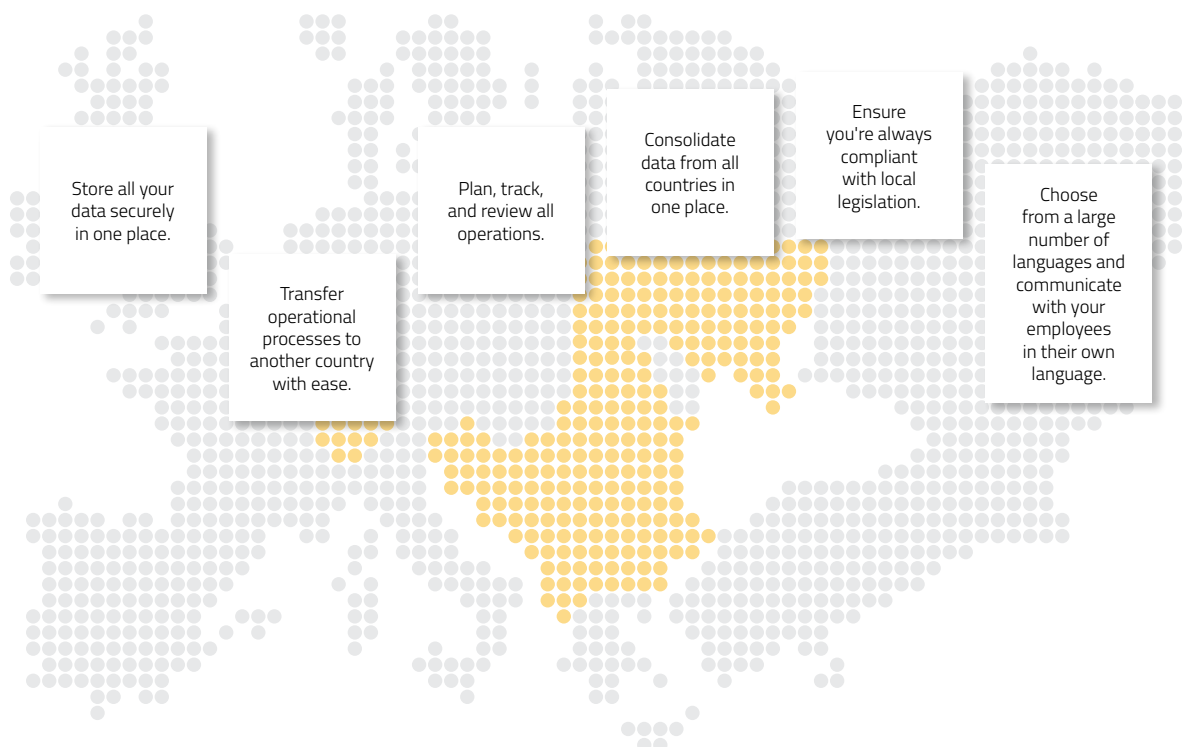 Store all your
data securely
in one place.
Transfer
operational
processes to
another country
with ease.
Plan, track,
and review all
operations.
Consolidate
data from all
countries in
one place.
Ensure
you're always
compliant
with local
legislation.
Choose
from a large
number of
languages and
communicate
with your
employees
in their own
language.